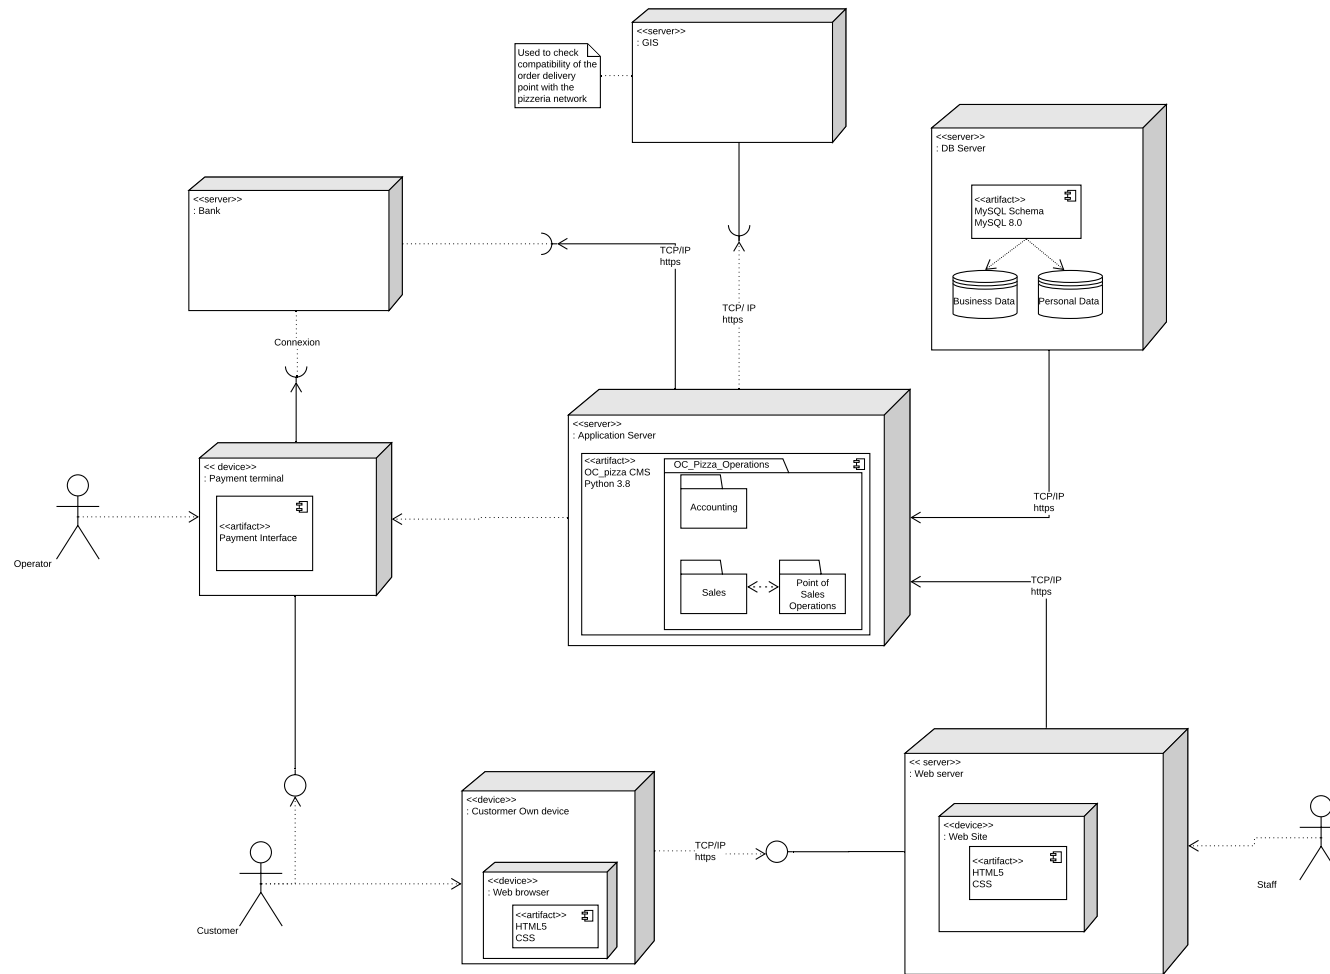 <<server>>
: GIS
Used to check
compatibility of the
order delivery
point with the
pizzeria network
<<server>>
: DB Server
<<artifact>>
MySQL Schema
MySQL 8.0
Business Data
Personal Data
<<server>>
: Bank
TCP/IP
https
TCP/ IP
https
Connexion
<<server>>
: Application Server
<<artifact>>
OC_pizza CMS
Python 3.8
OC_Pizza_Operations
Accounting
Sales
Point of
Sales
Operations
<< device>>
: Payment terminal
<<artifact>>
Payment Interface
Operator
TCP/IP
https
TCP/IP
https
<< server>>
: Web server
<<device>>
: Web Site
<<artifact>>
HTML5
CSS
Staff
<<device>>
: Custormer Own device
<<device>>
: Web browser
<<artifact>>
HTML5
CSS
TCP/IP
https
Customer